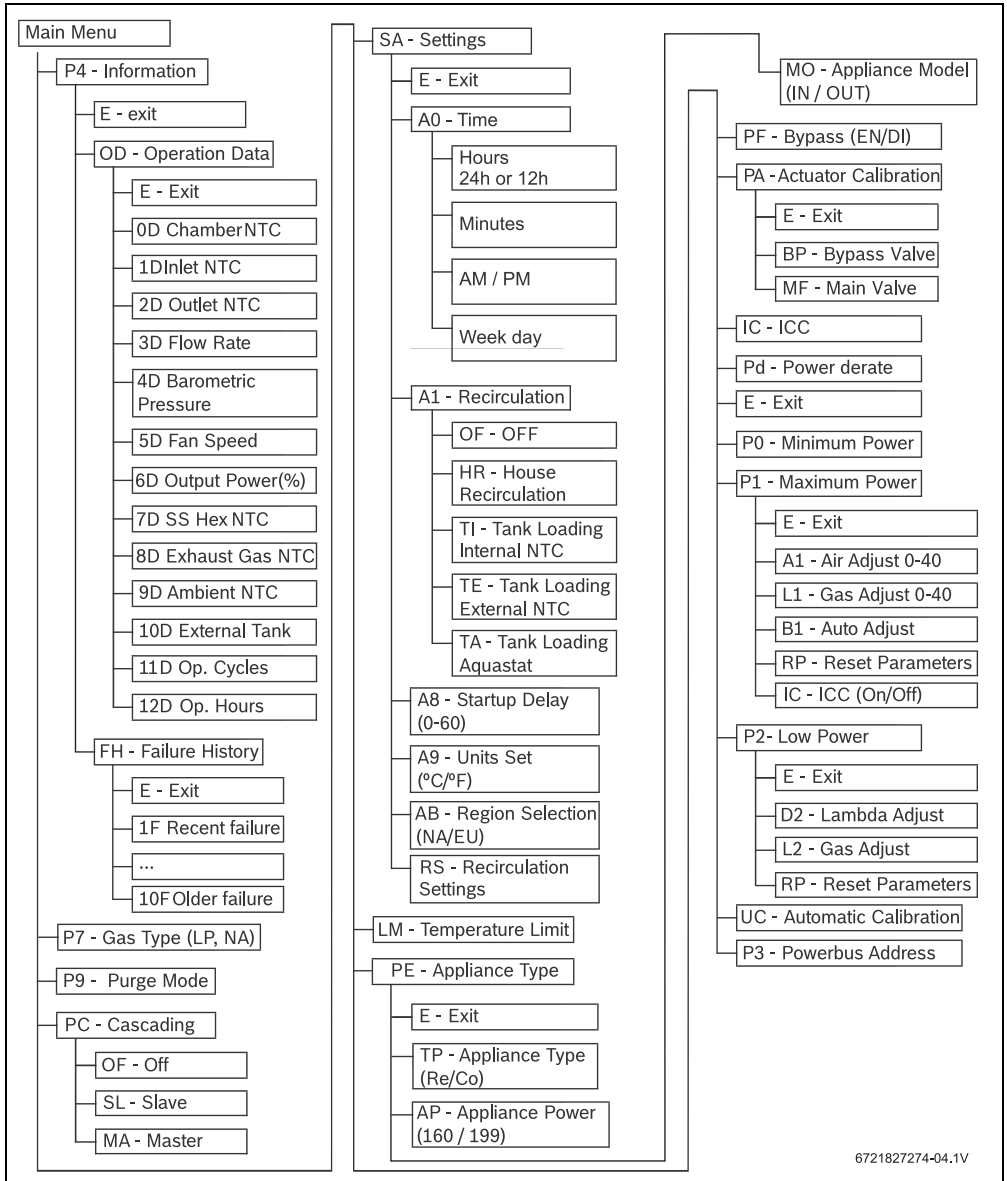 Main Menu
P4 - Information
E - exit
OD - Operation Data
E - Exit
0D ChamberNTC
1DInlet NTC
2D Outlet NTC
3D Flow Rate
4D Barometric
Pressure
5D Fan Speed
6D Output Power(%)
7D SS Hex NTC
8D Exhaust Gas NTC
9D Ambient NTC
10D External Tank
11D Op. Cycles
12D Op. Hours
FH - Failure History
E - Exit
1F Recent failure
...
10F Older failure
P7 - Gas Type (LP, NA)
P9 - Purge Mode
PC - Cascading
OF - Off
SL - Slave
MA - Master
SA - Settings
E - Exit
A0 - Time
Hours
24h or 12h
Minutes
AM / PM
Week day
A1 - Recirculation
OF - OFF
HR - House
Recirculation
TI - Tank Loading
Internal NTC
TE - Tank Loading
External NTC
TA - Tank Loading
Aquastat
A8 - Startup Delay
(0-60)
A9 - Units Set
(ºC/ºF)
AB - Region Selection
(NA/EU)
RS - Recirculation
Settings
LM - Temperature Limit
PE - Appliance Type
E - Exit
TP - Appliance Type
(Re/Co)
AP - Appliance Power
(160 / 199)
MO - Appliance Model
(IN / OUT)
PF - Bypass (EN/DI)
PA -Actuator Calibration
E - Exit
BP - Bypass Valve
MF - Main Valve
IC - ICC
Pd - Power derate
E - Exit
P0 - Minimum Power
P1 - Maximum Power
E - Exit
A1 - Air Adjust 0-40
L1 - Gas Adjust 0-40
B1 - Auto Adjust
RP - Reset Parameters
IC - ICC (On/Off)
P2- Low Power
E - Exit
D2 - Lambda Adjust
L2 - Gas Adjust
RP - Reset Parameters
UC - Automatic Calibration
P3 - Powerbus Address
6721827274-04.1V